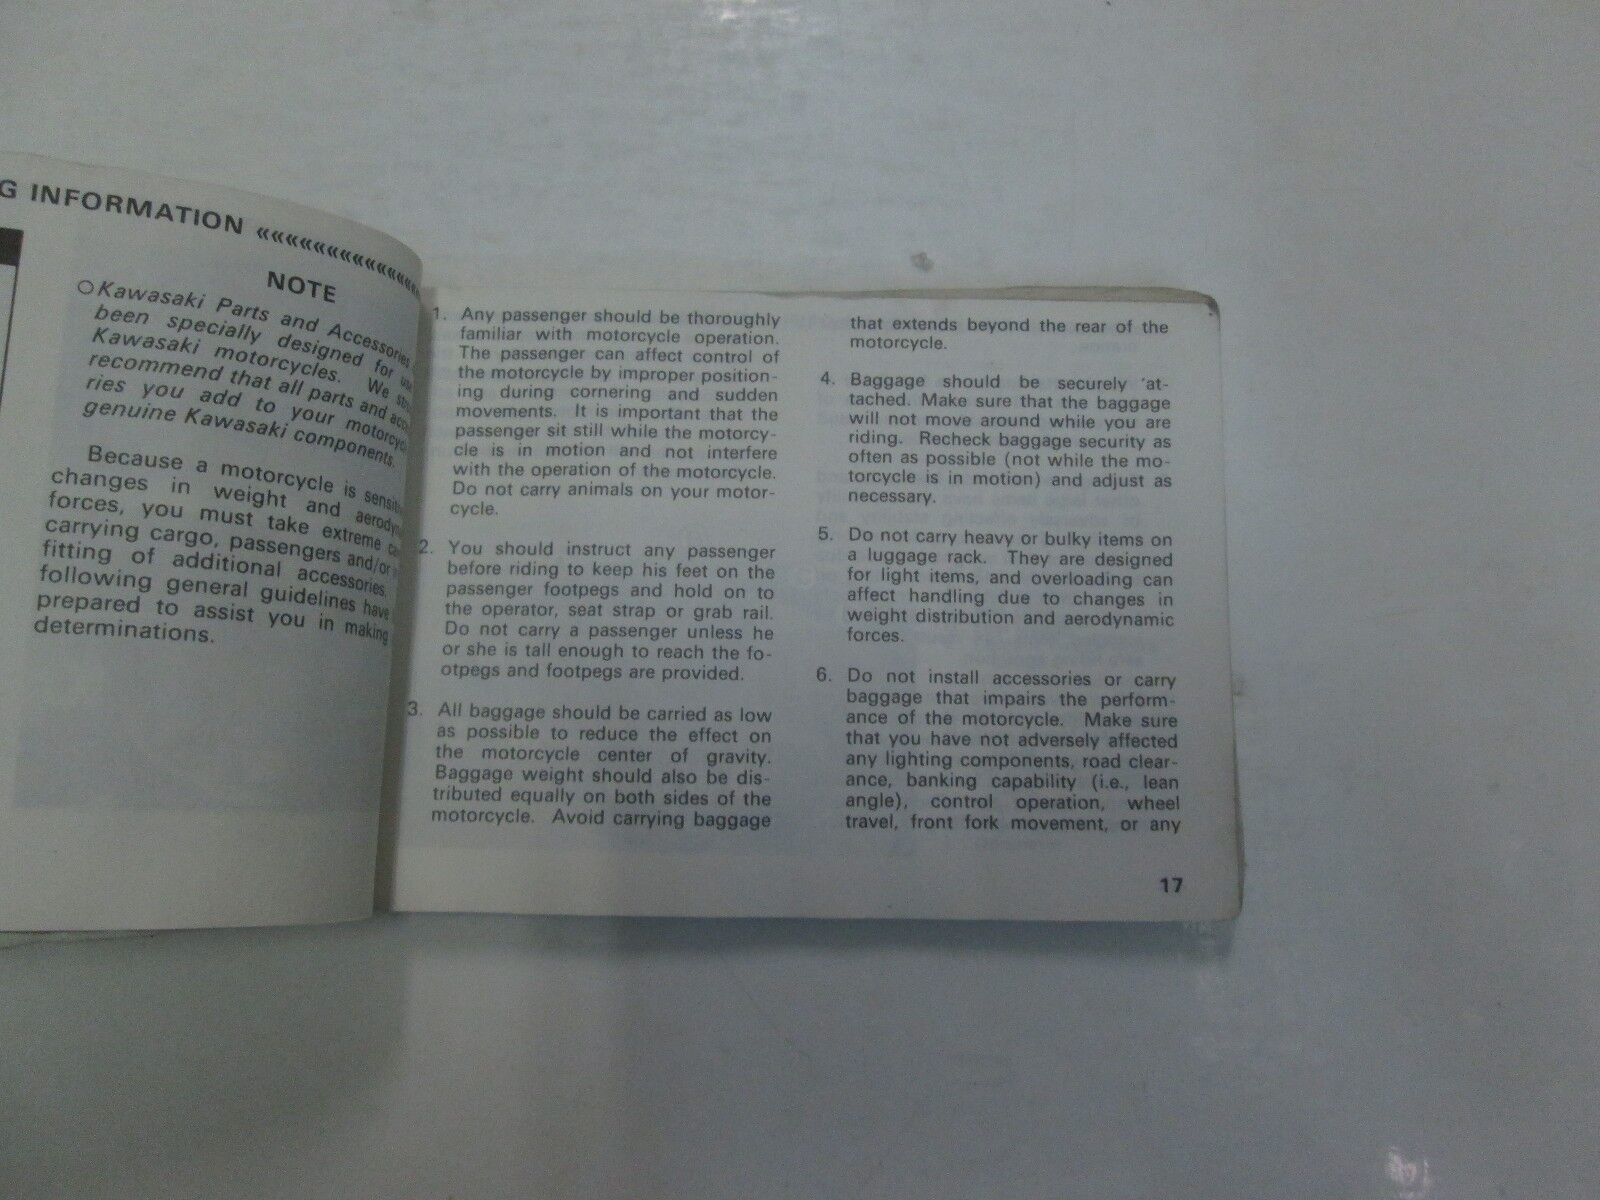 G INFORMATION «««««««««««««««
NOTE
○Kawasaki Parts and Accessories
been specially designed for use
Kawasaki motorcycles. We
recommend that all parts and
ries you add to your
genuine Kawasaki components.
Because a motorcycle is
changes in weight and
forces, you must take extreme
carrying cargo, passengers and/or
fitting of additional accessories.
following general guidelines have
prepared to assist you in making
determinations.
1. Any passenger should be thoroughly
familiar with motorcycle operation.
The passenger can affect control of
the motorcycle by improper position-
ing during cornering and sudden
movements. It is important that the
passenger sit still while the motorcy-
cle is in motion and not interfere
with the operation of the motorcycle.
Do not carry animals on your motor-
cycle.
2. You should instruct any passenger
before riding to keep his feet on the
passenger footpegs and hold on to
the operator, seat strap or grab rail.
Do not carry a passenger unless he
or she is tall enough to reach the fo-
otpegs and footpegs are provided.
3. All baggage should be carried as low
as possible to reduce the effect on
the motorcycle center of gravity.
Baggage weight should also be dis-
tributed equally on both sides of the
motorcycle. Avoid carrying baggage
that extends beyond the rear of the
motorcycle.
4. Baggage should be securely 'at-
tached. Make sure that the baggage
will not move around while you are
riding. Recheck baggage security as
often as possible (not while the mo-
torcycle is in motion) and adjust as
necessary.
5. Do not carry heavy or bulky items on
a luggage rack. They are designed
for light items, and overloading can
affect handling due to changes in
weight distribution and aerodynamic
forces.
6. Do not install accessories or carry
baggage that impairs the perform-
ance of the motorcycle. Make sure
that you have not adversely affected
any lighting components, road clear-
ance, banking capability (i.e., lean
angle), control operation, wheel
travel, front fork movement, or any
17